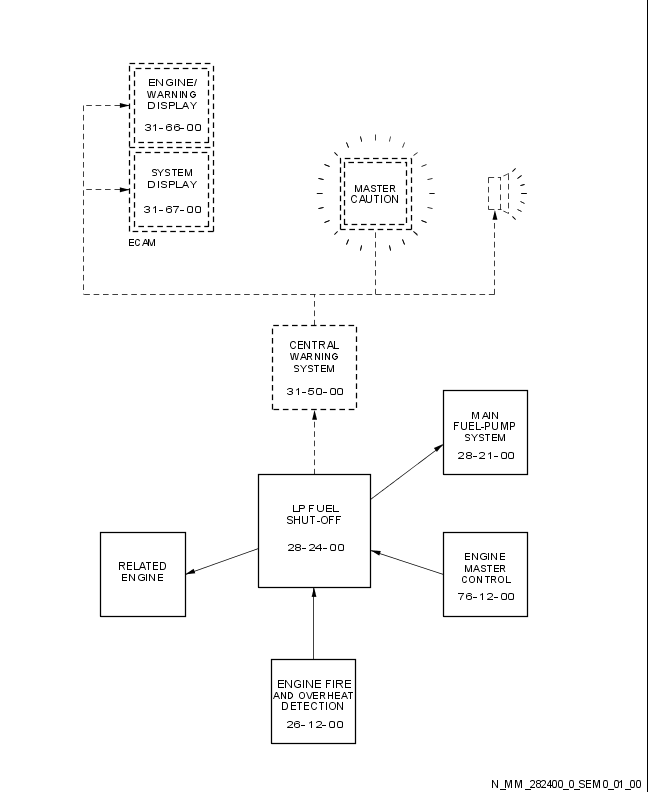 ENGINE/
WARNING
DISPLAY
31-66-00
SYSTEM
DISPLAY
31-67-00
ECAM
MASTER
CAUTION
CENTRAL
WARNING
SYSTEM
31-50-00
MAIN
FUEL-PUMP
SYSTEM
28-21-00
LP FUEL
SHUT-OFF
28-24-00
RELATED
ENGINE
ENGINE
MASTER
CONTROL
76-12-00
ENGINE FIRE
AND OVERHEAT
DETECTION
26-12-00
N_MM_282400_0_SEM0_01_00